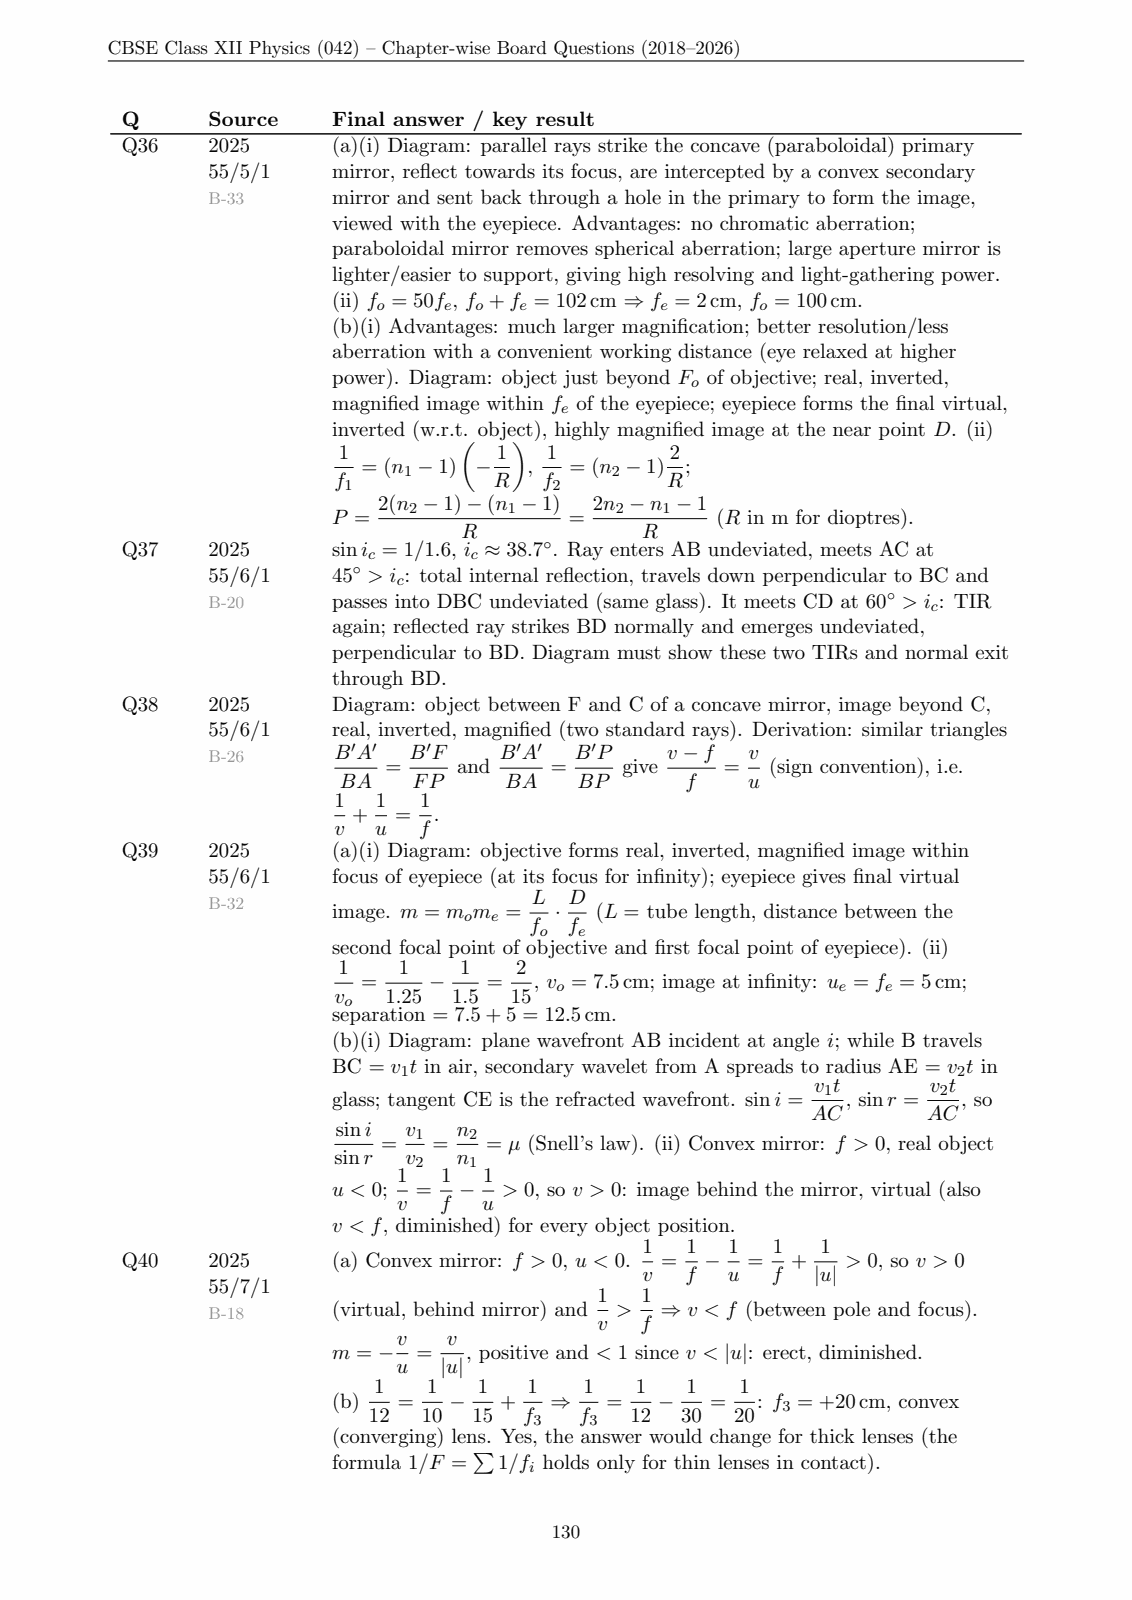 CBSE Class XII Physics (042) – Chapter-wise Board Questions (2018–2026)
Q Source Final answer / key result
Q36 2025 (a)(i) Diagram: parallel rays strike the concave (paraboloidal) primary
55/5/1 mirror, reflect towards its focus, are intercepted by a convex secondary
B-33 mirror and sent back through a hole in the primary to form the image,
viewed with the eyepiece. Advantages: no chromatic aberration;
paraboloidal mirror removes spherical aberration; large aperture mirror is
lighter/easier to support, giving high resolving and light-gathering power.
(ii) f_o = 50f_e, f_o + f_e = 102 cm ⇒ f_e = 2 cm, f_o = 100 cm.
(b)(i) Advantages: much larger magnification; better resolution/less
aberration with a convenient working distance (eye relaxed at higher
power). Diagram: object just beyond F_o of objective; real, inverted,
magnified image within f_e of the eyepiece; eyepiece forms the final virtual,
inverted (w.r.t. object), highly magnified image at the near point D. (ii)
1/f_1 = (n_1 − 1)(−1/R), 1/f_2 = (n_2 − 1)2/R;
P = (2(n_2 − 1) − (n_1 − 1))/R = (2n_2 − n_1 − 1)/R (R in m for dioptres).
Q37 2025 sin i_c = 1/1.6, i_c ≈ 38.7°. Ray enters AB undeviated, meets AC at
55/6/1 45° > i_c: total internal reflection, travels down perpendicular to BC and
B-20 passes into DBC undeviated (same glass). It meets CD at 60° > i_c: TIR
again; reflected ray strikes BD normally and emerges undeviated,
perpendicular to BD. Diagram must show these two TIRs and normal exit
through BD.
Q38 2025 Diagram: object between F and C of a concave mirror, image beyond C,
55/6/1 real, inverted, magnified (two standard rays). Derivation: similar triangles
B-26 B′A′/BA = B′F/FP and B′A′/BA = B′P/BP give (v − f)/f = v/u (sign convention), i.e.
1/v + 1/u = 1/f.
Q39 2025 (a)(i) Diagram: objective forms real, inverted, magnified image within
55/6/1 focus of eyepiece (at its focus for infinity); eyepiece gives final virtual
B-32 image. m = m_o m_e = L/f_o · D/f_e (L = tube length, distance between the
second focal point of objective and first focal point of eyepiece). (ii)
1/v_o = 1/1.25 − 1/1.5 = 2/15, v_o = 7.5 cm; image at infinity: u_e = f_e = 5 cm;
separation = 7.5 + 5 = 12.5 cm.
(b)(i) Diagram: plane wavefront AB incident at angle i; while B travels
BC = v_1t in air, secondary wavelet from A spreads to radius AE = v_2t in
glass; tangent CE is the refracted wavefront. sin i = v_1t/AC, sin r = v_2t/AC, so
sin i/sin r = v_1/v_2 = n_2/n_1 = μ (Snell's law). (ii) Convex mirror: f > 0, real object
u < 0; 1/v = 1/f − 1/u > 0, so v > 0: image behind the mirror, virtual (also
v < f, diminished) for every object position.
Q40 2025 (a) Convex mirror: f > 0, u < 0. 1/v = 1/f − 1/u = 1/f + 1/|u| > 0, so v > 0
55/7/1
B-18 (virtual, behind mirror) and 1/v > 1/f ⇒ v < f (between pole and focus).
m = −v/u = v/|u|, positive and < 1 since v < |u|: erect, diminished.
(b) 1/12 = 1/10 − 1/15 + 1/f_3 ⇒ 1/f_3 = 1/12 − 1/30 = 1/20: f_3 = +20 cm, convex
(converging) lens. Yes, the answer would change for thick lenses (the
formula 1/F = ∑ 1/f_i holds only for thin lenses in contact).
130